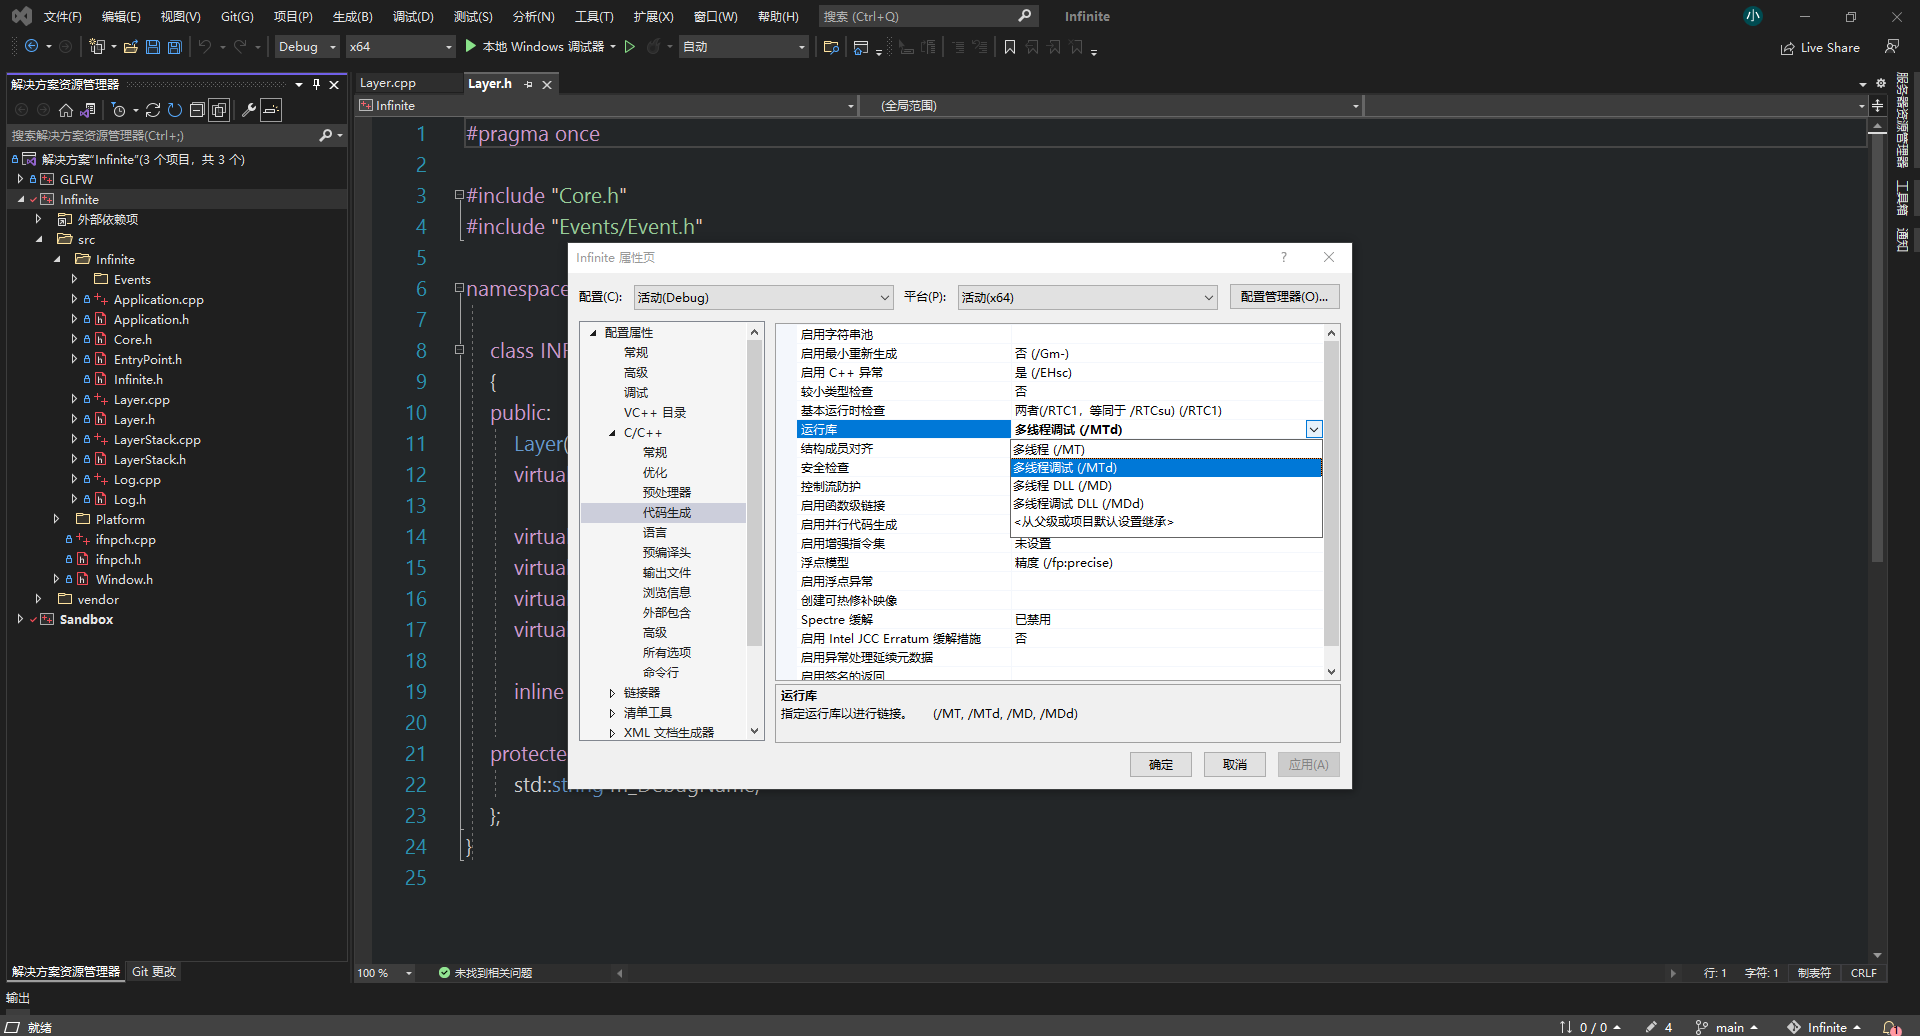 文件(F) 编辑(E) 视图(V) Git(G) 项目(P) 生成(B) 调试(D) 测试(S) 分析(N) 工具(T) 扩展(X) 窗口(W) 帮助(H) 搜索 (Ctrl+Q) Infinite 小
Debug x64 本地 Windows 调试器 自动 Live Share
解决方案资源管理器
搜索解决方案资源管理器(Ctrl+;)
解决方案"Infinite"(3 个项目，共 3 个)
GLFW
Infinite
外部依赖项
src
Infinite
Events
Application.cpp
Application.h
Core.h
EntryPoint.h
Infinite.h
Layer.cpp
Layer.h
LayerStack.cpp
LayerStack.h
Log.cpp
Log.h
Platform
ifnpch.cpp
ifnpch.h
Window.h
vendor
Sandbox
解决方案资源管理器 Git 更改
Layer.cpp Layer.h
Infinite (全局范围)
1 #pragma once
2
3 #include "Core.h"
4 #include "Events/Event.h"
5
6 namespace
7
8 class INF
9 {
10 public:
11 Layer(
12 virtua
13
14 virtua
15 virtua
16 virtua
17 virtua
18
19 inline
20
21 protecte
22 std::string m_DebugName;
23 };
24 }
25
Infinite 属性页 ?
配置(C): 活动(Debug) 平台(P): 活动(x64) 配置管理器(O)...
配置属性
常规
高级
调试
VC++ 目录
C/C++
常规
优化
预处理器
代码生成
语言
预编译头
输出文件
浏览信息
外部包含
高级
所有选项
命令行
链接器
清单工具
XML 文档生成器
启用字符串池
启用最小重新生成 否 (/Gm-)
启用 C++ 异常 是 (/EHsc)
较小类型检查 否
基本运行时检查 两者(/RTC1，等同于 /RTCsu) (/RTC1)
运行库 多线程调试 (/MTd)
结构成员对齐
安全检查
控制流防护
启用函数级链接
启用并行代码生成
启用增强指令集 未设置
浮点模型 精度 (/fp:precise)
启用浮点异常
创建可热修补映像
Spectre 缓解 已禁用
启用 Intel JCC Erratum 缓解措施 否
启用异常处理延续元数据
启用签名的返回
多线程 (/MT)
多线程调试 (/MTd)
多线程 DLL (/MD)
多线程调试 DLL (/MDd)
<从父级或项目默认设置继承>
运行库
指定运行库以进行链接。 (/MT, /MTd, /MD, /MDd)
确定 取消 应用(A)
服务器资源管理器
工具箱
通知
100 % 未找到相关问题 行: 1 字符: 1 制表符 CRLF
输出
就绪 0 / 0 4 main Infinite 1